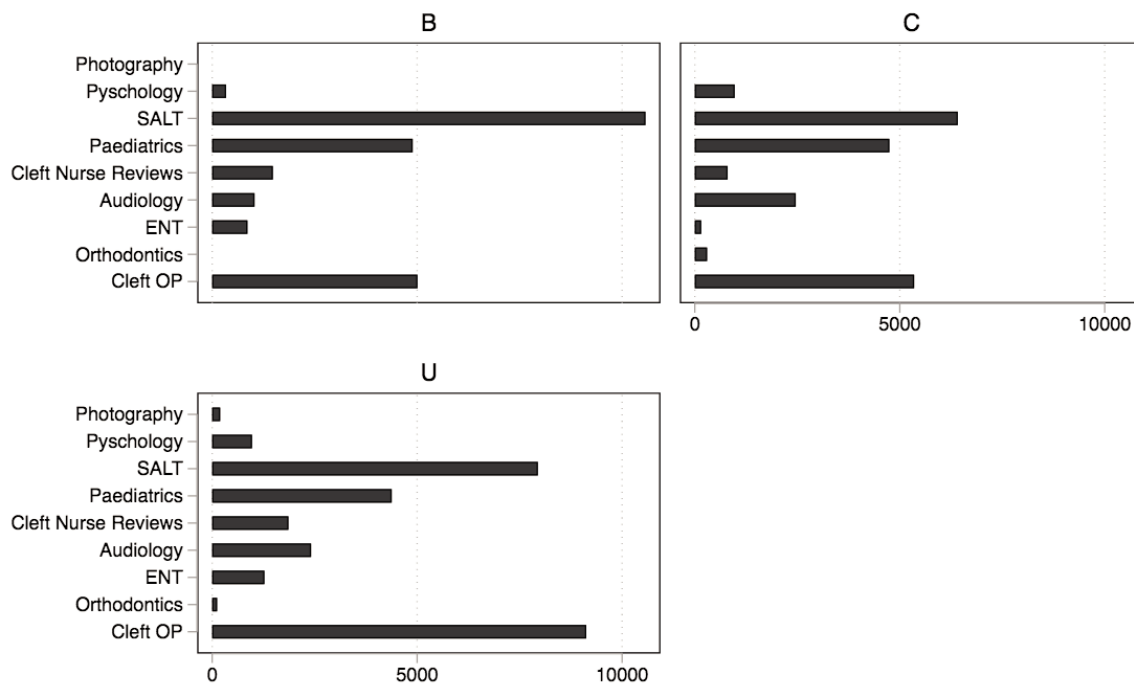 B
C
Photography
Pyschology
SALT
Paediatrics
Cleft Nurse Reviews
Audiology
ENT
Orthodontics
Cleft OP
0 5000 10000
U
Photography
Pyschology
SALT
Paediatrics
Cleft Nurse Reviews
Audiology
ENT
Orthodontics
Cleft OP
0 5000 10000